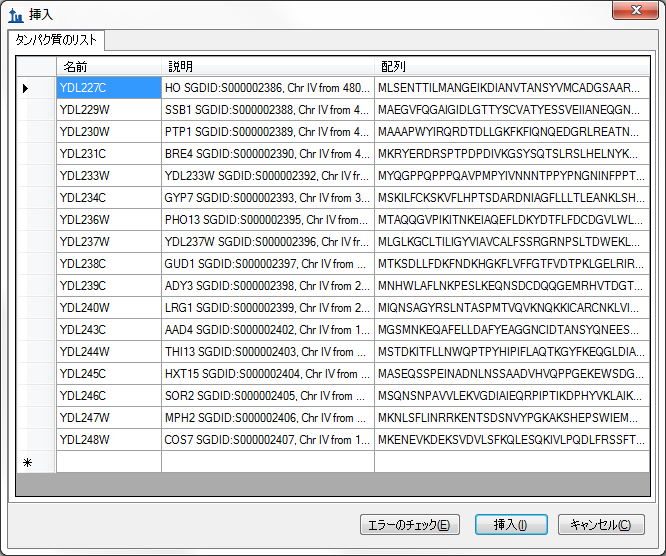 挿入
タンパク質のリスト
名前 説明 配列
YDL227C HO SGDID:S000002386, Chr IV from 480... MLSENTTILMANGEIKDIANVTANSYVMCADGSAAR...
YDL229W SSB1 SGDID:S000002388, Chr IV from 4... MAEGVFQGAIGIDLGTTYSCVATYESSVEIIANEQGN...
YDL230W PTP1 SGDID:S000002389, Chr IV from 4... MAAAPWYIRQRDTDLLGKFKFIQNQEDGRLREATN...
YDL231C BRE4 SGDID:S000002390, Chr IV from 4... MKRYERDRSPTPDPDIVKGSYSQTSLRSLHELNYK...
YDL233W YDL233W SGDID:S000002392, Chr IV fr... MYQGPPQPPPQAVPMPYIVNNNTPPYPNGNINFPPT...
YDL234C GYP7 SGDID:S000002393, Chr IV from 3... MSKILFCKSKVFLHPTSDARDNIAGFLLLTLEANKLSH...
YDL236W PHO13 SGDID:S000002395, Chr IV from... MTAQQGVPIKITNKEIAQEFLDKYDTFLFDCDGVLWL...
YDL237W YDL237W SGDID:S000002396, Chr IV fr... MLGLKGCLTILIGYVIAVCALFSSRGRNPSLTDWEKL...
YDL238C GUD1 SGDID:S000002397, Chr IV from ... MTKSDLLFDKFNDKHGKFLVFFGTFVDTPKLGELRIR...
YDL239C ADY3 SGDID:S000002398, Chr IV from 2... MNHWLAFLNKPESLKEQNSDCDQQGEMRHVTDGT...
YDL240W LRG1 SGDID:S000002399, Chr IV from 2... MIQNSAGYRSLNTASPMTVQVKNQKKICARCNKLVI...
YDL243C AAD4 SGDID:S000002402, Chr IV from 1... MGSMNKEQAFELLDAFYEAGGNCIDTANSYQNEES...
YDL244W THI13 SGDID:S000002403, Chr IV from ... MSTDKITFLLNWQPTPYHIPIFLAQTKGYFKEQGLDIA...
YDL245C HXT15 SGDID:S000002404, Chr IV from ... MASEQSSPEINADNLNSSAADVHVQPPGEKEWSDG...
YDL246C SOR2 SGDID:S000002405, Chr IV from ... MSQNSNPAVVLEKVGDIAIEQRPIPTIKDPHYVKLAIK...
YDL247W MPH2 SGDID:S000002406, Chr IV from ... MKNLSFLINRRKENTSDSNVYPGKAKSHEPSWIEM...
YDL248W COS7 SGDID:S000002407, Chr IV from 1... MKENEVKDEKSVDVLSFKQLESQKIVLPQDLFRSSFT...
エラーのチェック(E) 挿入(I) キャンセル(C)